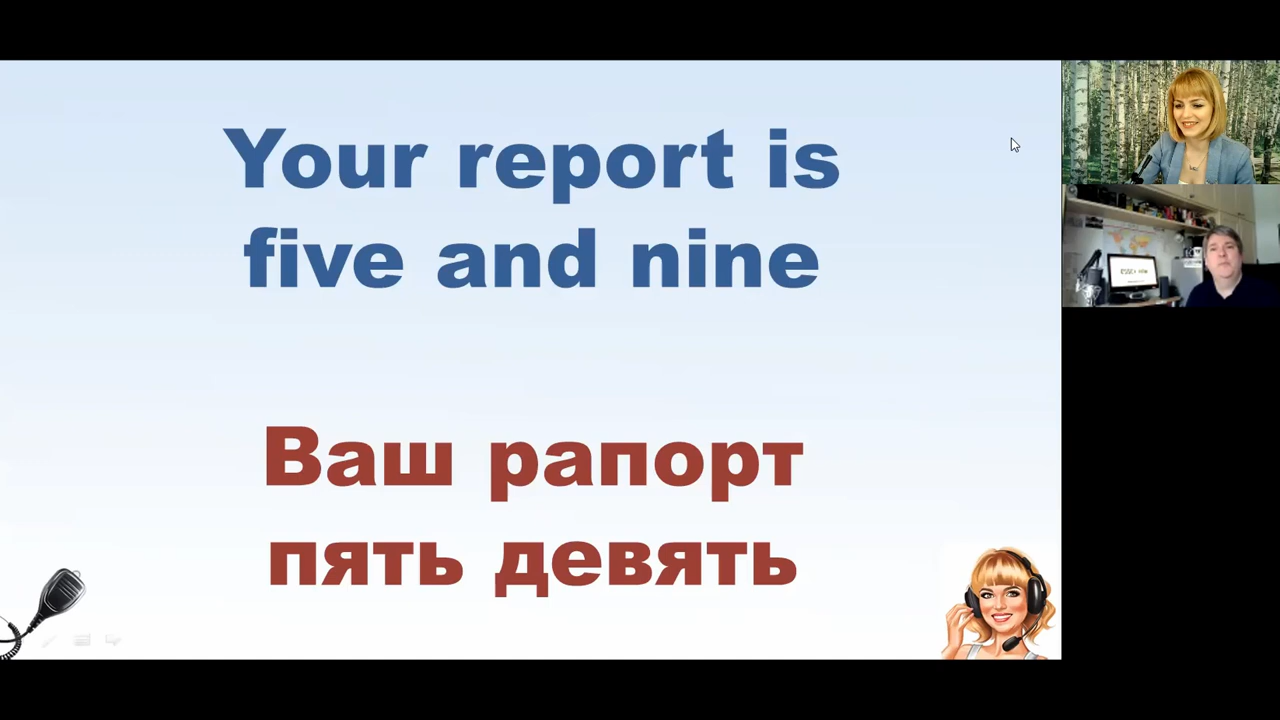 Your report is
five and nine
Ваш рапорт
пять девять